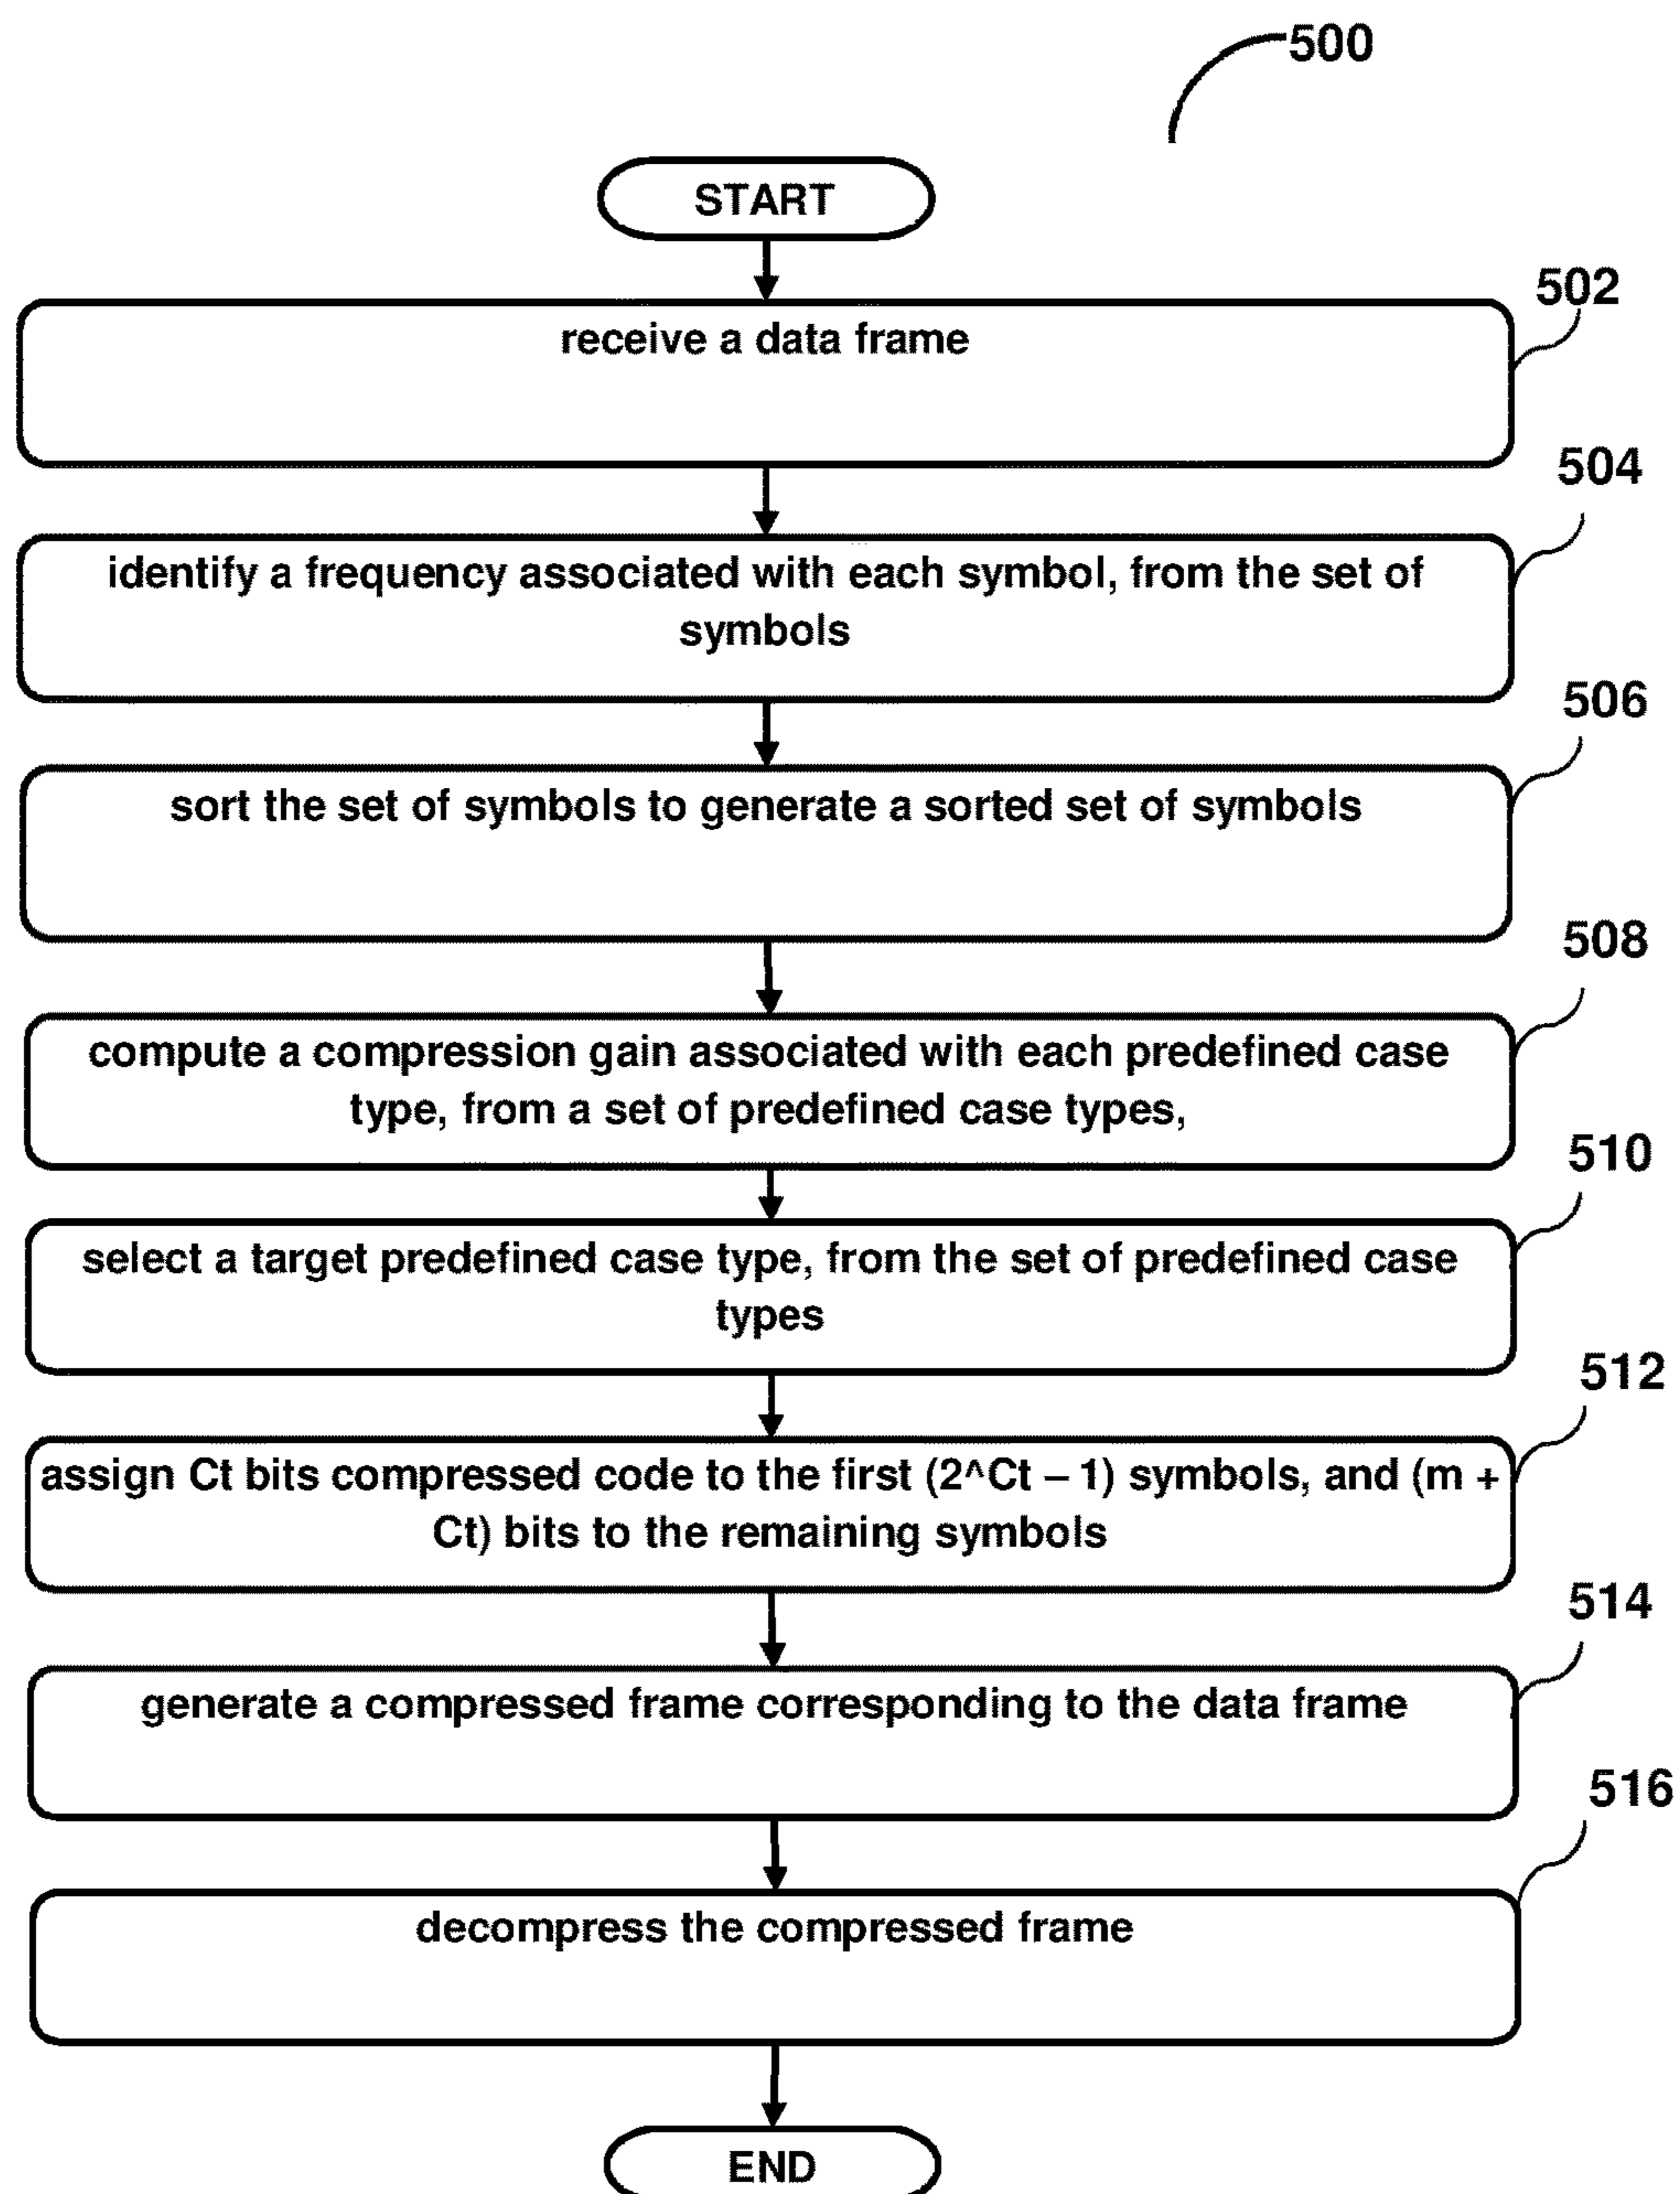 500
START
502
receive a data frame
504
identify a frequency associated with each symbol, from the set of
symbols
506
sort the set of symbols to generate a sorted set of symbols
508
compute a compression gain associated with each predefined case
type, from a set of predefined case types,
510
select a target predefined case type, from the set of predefined case
types
512
assign Ct bits compressed code to the first (2^Ct – 1) symbols, and (m +
Ct) bits to the remaining symbols
514
generate a compressed frame corresponding to the data frame
516
decompress the compressed frame
END